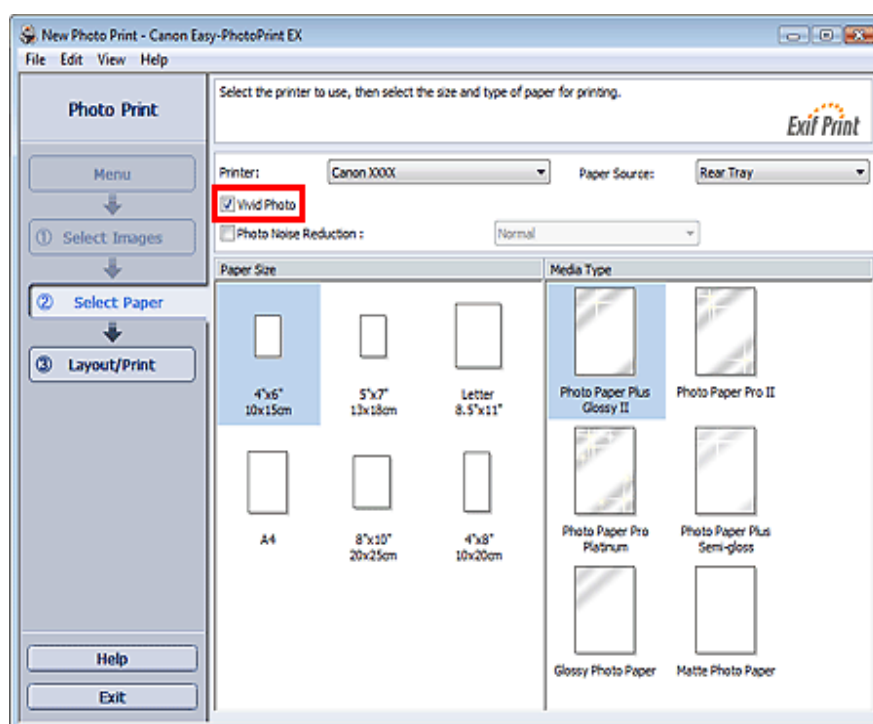 New Photo Print - Canon Easy-PhotoPrint EX
File Edit View Help
Photo Print
Select the printer to use, then select the size and type of paper for printing.
Exif Print
Menu
① Select Images
② Select Paper
③ Layout/Print
Help
Exit
Printer: Canon XXXX Paper Source: Rear Tray
Vivid Photo
Photo Noise Reduction : Normal
Paper Size
4"x6"
10x15cm
5"x7"
13x18cm
Letter
8.5"x11"
A4
8"x10"
20x25cm
4"x8"
10x20cm
Media Type
Photo Paper Plus
Glossy II
Photo Paper Pro II
Photo Paper Pro
Platinum
Photo Paper Plus
Semi-gloss
Glossy Photo Paper
Matte Photo Paper